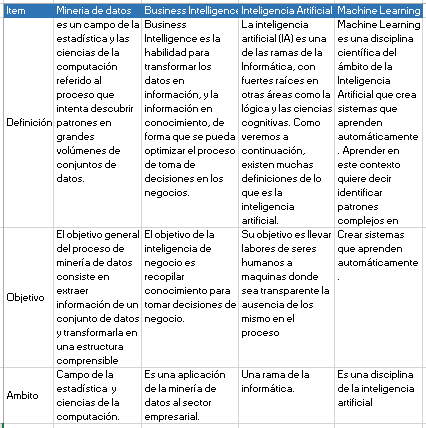 Item Mineria de datos Business Intelligence Inteligencia Artificial Machine Learning
Definición
es un campo de la
estadística y las
ciencias de la
computación
referido al
proceso que
intenta descubrir
patrones en
grandes
volúmenes de
conjuntos de
datos.
Business
Intelligence es la
habilidad para
transformar los
datos en
información, y la
información en
conocimiento, de
forma que se pueda
optimizar el proceso
de toma de
decisiones en los
negocios.
La inteligencia
artificial (IA) es una
de las ramas de la
Informática, con
fuertes raíces en
otras áreas como la
lógica y las ciencias
cognitivas. Como
veremos a
continuación,
existen muchas
definiciones de lo
que es la
inteligencia
artificial.
Machine Learning
es una disciplina
científica del
ámbito de la
Inteligencia
Artificial que crea
sistemas que
aprenden
automáticamente
. Aprender en
este contexto
quiere decir
identificar
patrones
complejos en
Objetivo
El objetivo general
del proceso de
minería de datos
consiste en
extraer
información de un
conjunto de datos
y transformarla en
una estructura
comprensible
El objetivo de la
inteligencia de
negocio es
recopilar
conocimiento para
tomar decisiones de
negocio.
Su objetivo es llevar
labores de seres
humanos a
maquinas donde
sea transparente la
ausencia de los
mismo en el
proceso
Crear sistemas
que aprenden
automáticamente
.
Ambito
Campo de la
estadística y
ciencias de la
computación.
Es una aplicación
de la minería de
datos al sector
empresarial.
Una rama de la
informática.
Es una disciplina
de la inteligencia
artificial